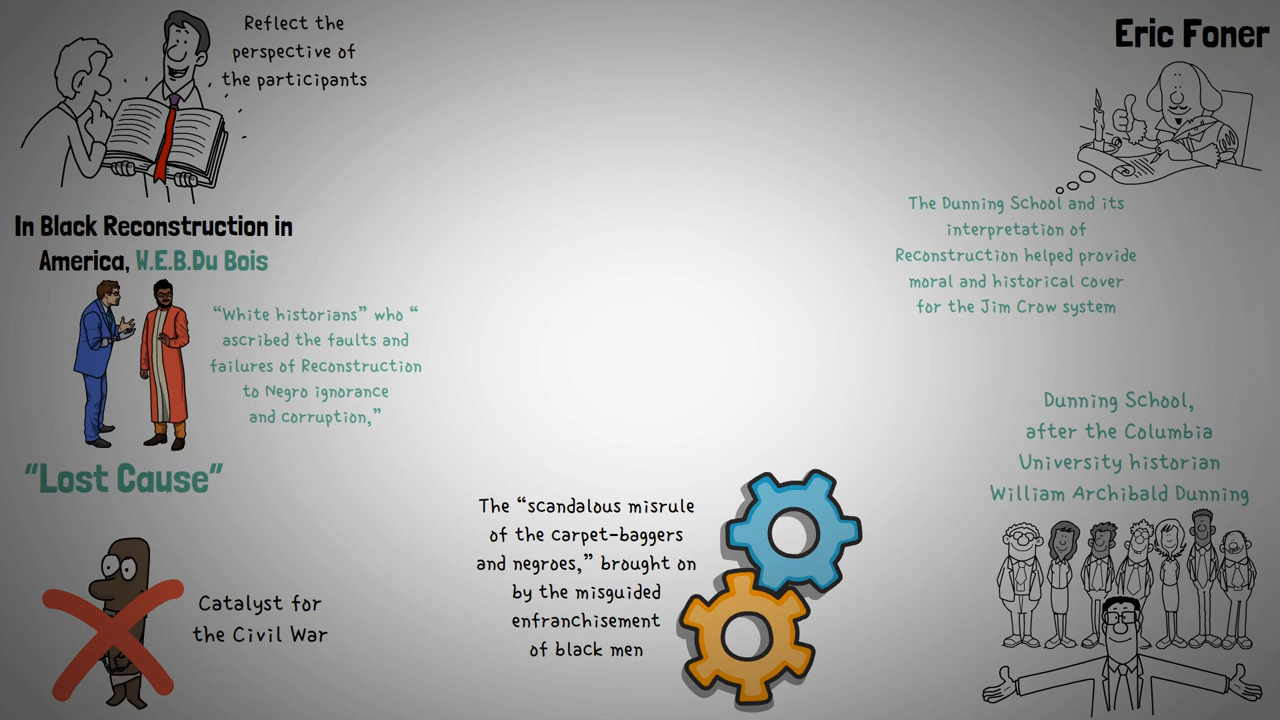 Reflect the
perspective of
the participants
In Black Reconstruction in
America, W.E.B.Du Bois
“White historians” who “
ascribed the faults and
failures of Reconstruction
to Negro ignorance
and corruption,”
“Lost Cause”
Catalyst for
the Civil War
The “scandalous misrule
of the carpet-baggers
and negroes,” brought on
by the misguided
enfranchisement
of black men
Eric Foner
The Dunning School and its
interpretation of
Reconstruction helped provide
moral and historical cover
for the Jim Crow system
Dunning School,
after the Columbia
University historian
William Archibald Dunning